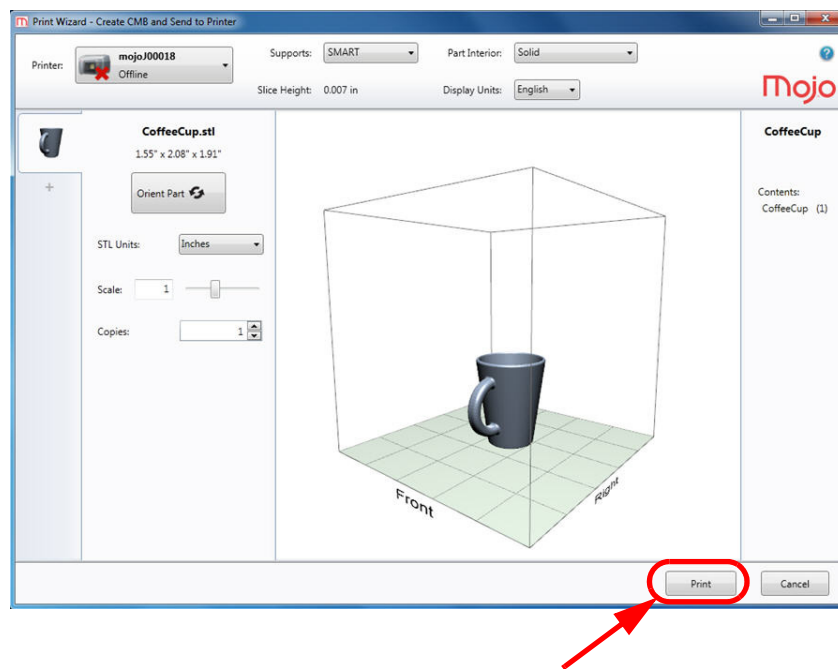 Print Wizard - Create CMB and Send to Printer
Printer:
mojoJ00018
Offline
Supports: SMART
Part Interior: Solid
Slice Height: 0.007 in
Display Units: English
?
Mojo
CoffeeCup.stl
1.55" x 2.08" x 1.91"
Orient Part
STL Units: Inches
Scale: 1
Copies: 1
+
Front
Right
CoffeeCup
Contents:
CoffeeCup (1)
Print
Cancel